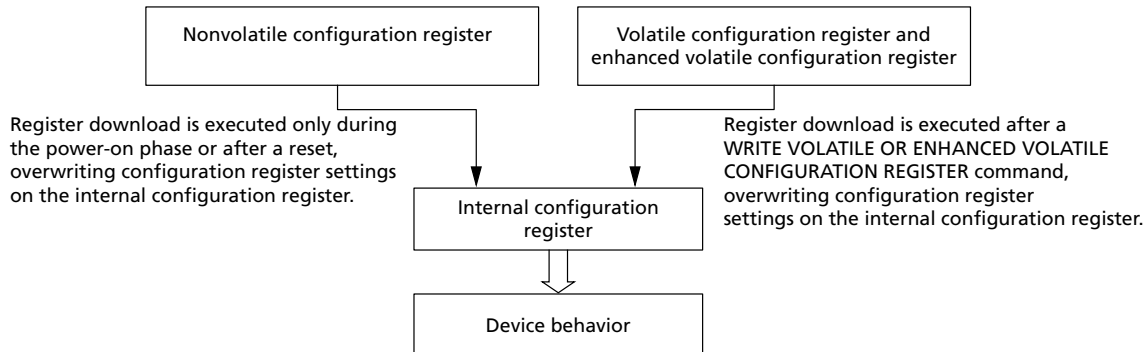 Nonvolatile configuration register
Volatile configuration register and
enhanced volatile configuration register
Register download is executed only during
the power-on phase or after a reset,
overwriting configuration register settings
on the internal configuration register.
Register download is executed after a
WRITE VOLATILE OR ENHANCED VOLATILE
CONFIGURATION REGISTER command,
overwriting configuration register
settings on the internal configuration register.
Internal configuration
register
Device behavior